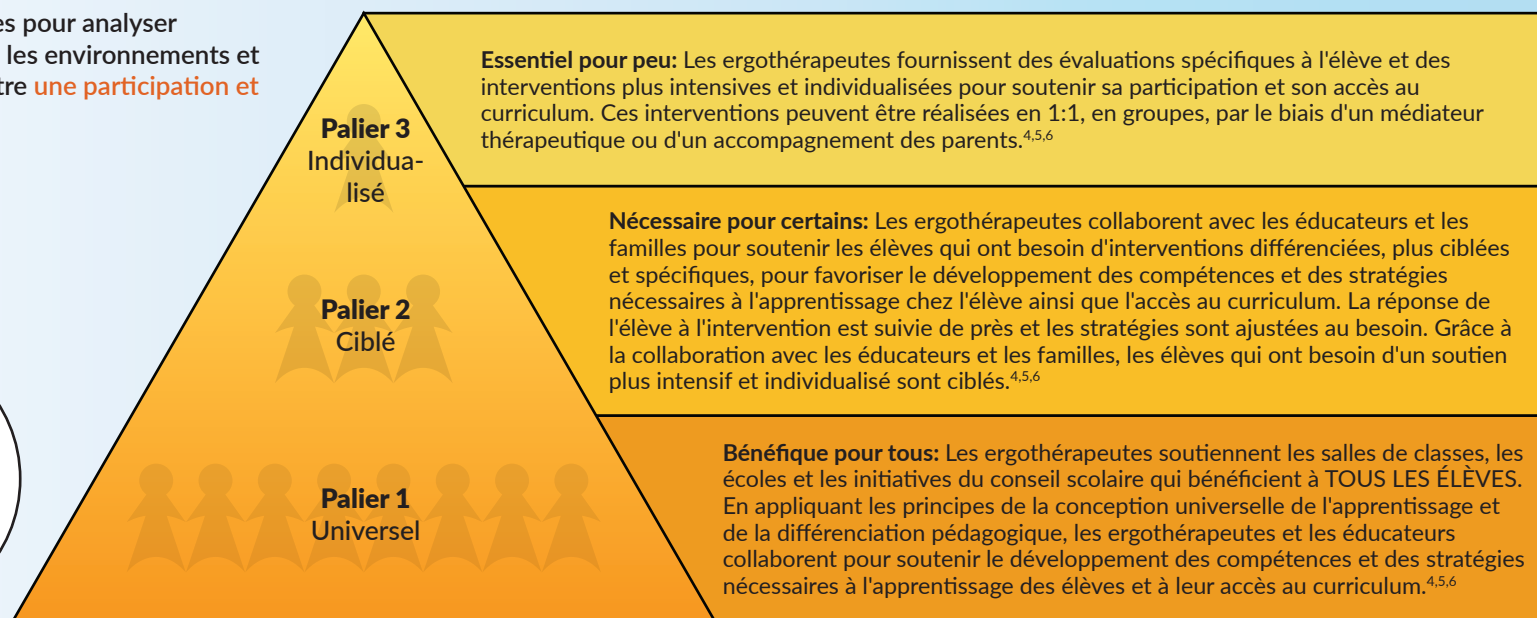 es pour analyser
les environnements et
tre une participation et
Palier 3
Individua-
lisé
Essentiel pour peu: Les ergothérapeutes fournissent des évaluations spécifiques à l'élève et des
interventions plus intensives et individualisées pour soutenir sa participation et son accès au
curriculum. Ces interventions peuvent être réalisées en 1:1, en groupes, par le biais d'un médiateur
thérapeutique ou d'un accompagnement des parents.4,5,6
Palier 2
Ciblé
Nécessaire pour certains: Les ergothérapeutes collaborent avec les éducateurs et les
familles pour soutenir les élèves qui ont besoin d'interventions différenciées, plus ciblées
et spécifiques, pour favoriser le développement des compétences et des stratégies
nécessaires à l'apprentissage chez l'élève ainsi que l'accès au curriculum. La réponse de
l'élève à l'intervention est suivie de près et les stratégies sont ajustées au besoin. Grâce à
la collaboration avec les éducateurs et les familles, les élèves qui ont besoin d'un soutien
plus intensif et individualisé sont ciblés.4,5,6
Palier 1
Universel
Bénéfique pour tous: Les ergothérapeutes soutiennent les salles de classes, les
écoles et les initiatives du conseil scolaire qui bénéficient à TOUS LES ÉLÈVES.
En appliquant les principes de la conception universelle de l'apprentissage et
de la différenciation pédagogique, les ergothérapeutes et les éducateurs
collaborent pour soutenir le développement des compétences et des stratégies
nécessaires à l'apprentissage des élèves et à leur accès au curriculum.4,5,6